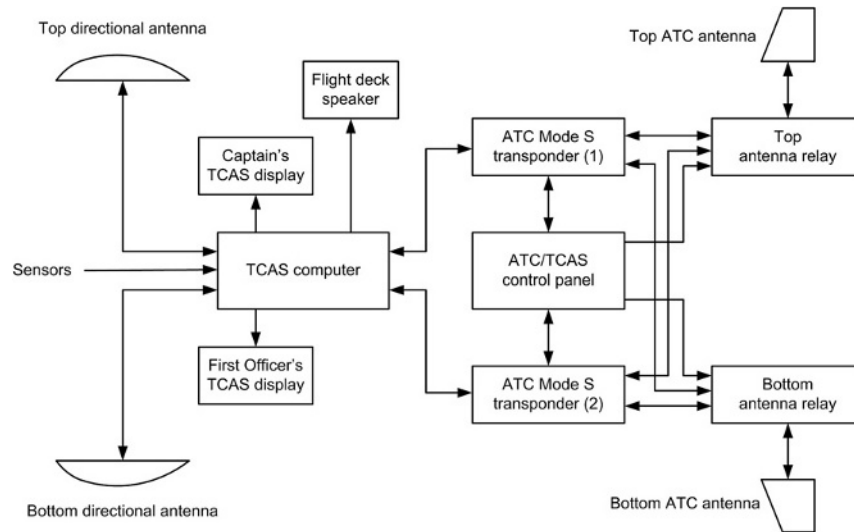 Top directional antenna
Top ATC antenna
Flight deck
speaker
Captain's
TCAS display
ATC Mode S
transponder (1)
Top
antenna relay
Sensors
TCAS computer
ATC/TCAS
control panel
First Officer's
TCAS display
ATC Mode S
transponder (2)
Bottom
antenna relay
Bottom directional antenna
Bottom ATC antenna